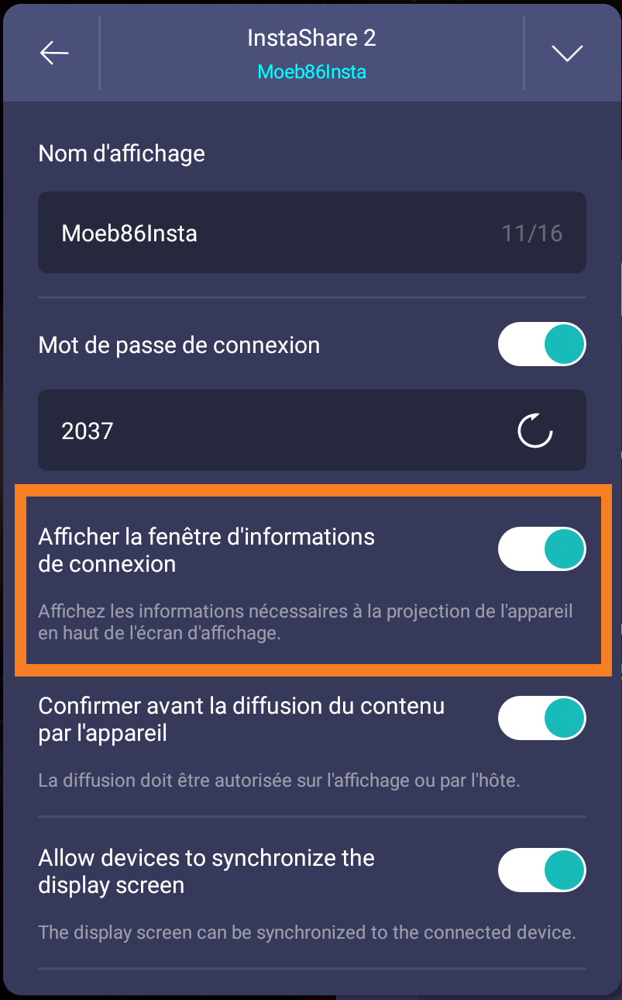 InstaShare 2
Moeb86Insta
Nom d'affichage
Moeb86Insta 11/16
Mot de passe de connexion
2037
Afficher la fenêtre d'informations
de connexion
Affichez les informations nécessaires à la projection de l'appareil
en haut de l'écran d'affichage.
Confirmer avant la diffusion du contenu
par l'appareil
La diffusion doit être autorisée sur l'affichage ou par l'hôte.
Allow devices to synchronize the
display screen
The display screen can be synchronized to the connected device.